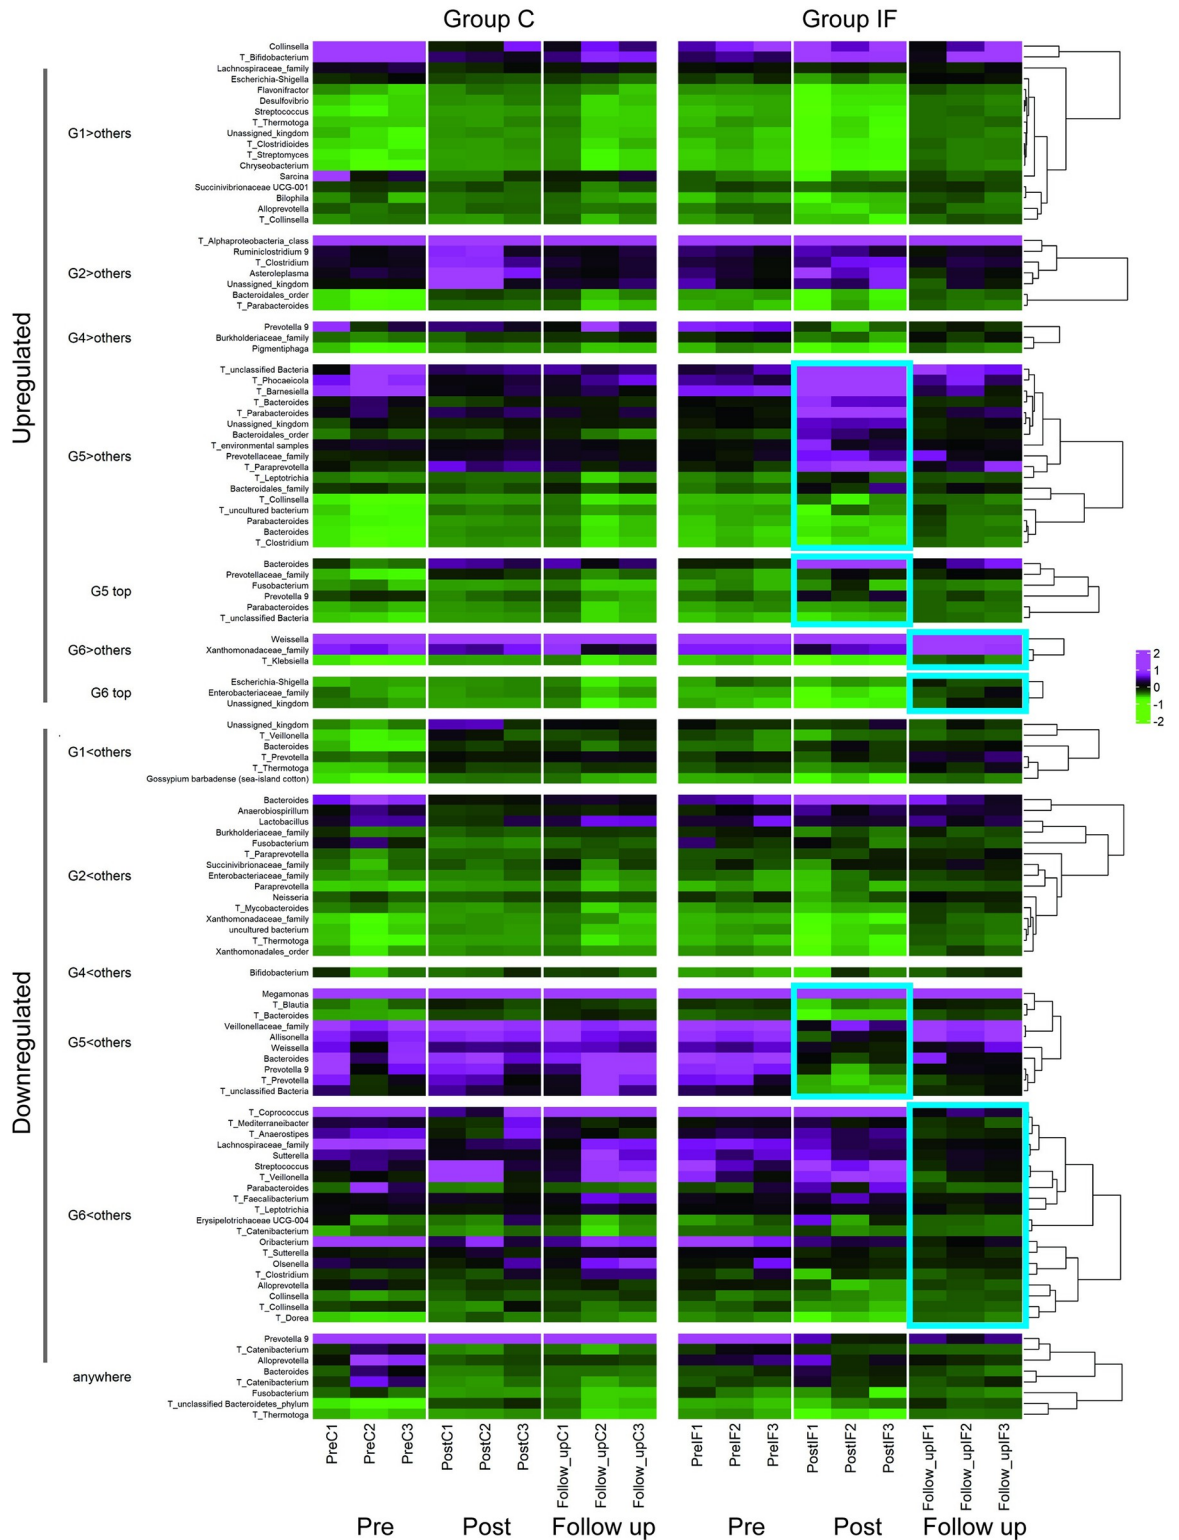 Group C Group IF
Upregulated
G1>others
Collinsella
T_Bifidobacterium
Lachnospiraceae_family
Escherichia-Shigella
Flavonifractor
Desulfovibrio
Streptococcus
T_Thermotoga
Unassigned_kingdom
T_Clostridioides
T_Streptomyces
Chryseobacterium
Sarcina
Succinivibrionaceae UCG-001
Bilophila
Alloprevotella
T_Collinsella
G2>others
T_Alphaproteobacteria_class
Ruminiclostridium 9
T_Clostridium
Asteroleplasma
Unassigned_kingdom
Bacteroidales_order
T_Parabacteroides
G4>others
Prevotella 9
Burkholderiaceae_family
Pigmentiphaga
G5>others
T_unclassified Bacteria
T_Phocaeicola
T_Barnesiella
T_Bacteroides
T_Parabacteroides
Unassigned_kingdom
Bacteroidales_order
T_environmental samples
Prevotellaceae_family
T_Paraprevotella
T_Leptotrichia
Bacteroidales_family
T_Collinsella
T_uncultured bacterium
Parabacteroides
Bacteroides
T_Clostridium
G5 top
Bacteroides
Prevotellaceae_family
Fusobacterium
Prevotella 9
Parabacteroides
T_unclassified Bacteria
G6>others
Weissella
Xanthomonadaceae_family
T_Klebsiella
G6 top
Escherichia-Shigella
Enterobacteriaceae_family
Unassigned_kingdom
2
1
0
-1
-2
Downregulated
G1<others
Unassigned_kingdom
T_Veillonella
Bacteroides
T_Prevotella
T_Thermotoga
Gossypium barbadense (sea-island cotton)
G2<others
Bacteroides
Anaerobiospirillum
Lactobacillus
Burkholderiaceae_family
Fusobacterium
T_Paraprevotella
Succinivibrionaceae_family
Enterobacteriaceae_family
Paraprevotella
Neisseria
T_Mycobacteroides
Xanthomonadaceae_family
uncultured bacterium
T_Thermotoga
Xanthomonadales_order
G4<others
Bifidobacterium
G5<others
Megamonas
T_Blautia
T_Bacteroides
Veillonellaceae_family
Allisonella
Weissella
Bacteroides
Prevotella 9
T_Prevotella
T_unclassified Bacteria
G6<others
T_Coprococcus
T_Mediterraneibacter
T_Anaerostipes
Lachnospiraceae_family
Sutterella
Streptococcus
T_Veillonella
Parabacteroides
T_Faecalibacterium
T_Leptotrichia
Erysipelotrichaceae UCG-004
T_Catenibacterium
Oribacterium
T_Sutterella
Olsenella
T_Clostridium
Alloprevotella
Collinsella
T_Collinsella
T_Dorea
anywhere
Prevotella 9
T_Catenibacterium
Alloprevotella
Bacteroides
T_Catenibacterium
Fusobacterium
T_unclassified Bacteroidetes_phylum
T_Thermotoga
PreC1 PreC2 PreC3 PostC1 PostC2 PostC3 Follow_upC1 Follow_upC2 Follow_upC3 PreIF1 PreIF2 PreIF3 PostIF1 PostIF2 PostIF3 Follow_upIF1 Follow_upIF2 Follow_upIF3
Pre Post Follow up Pre Post Follow up